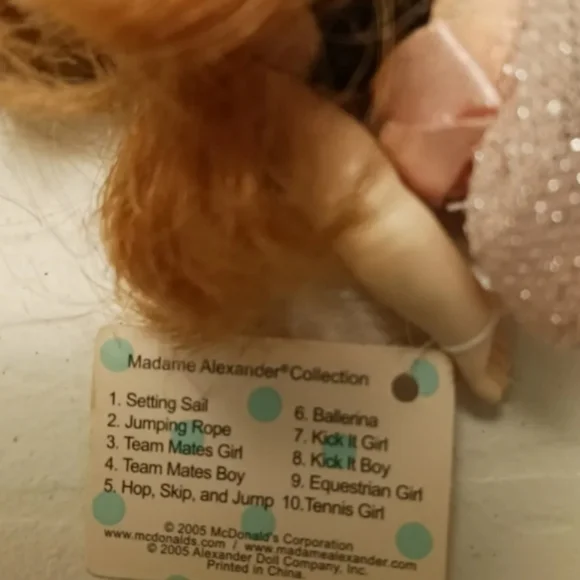 Madame Alexander® Collection
1. Setting Sail
2. Jumping Rope
3. Team Mates Girl
4. Team Mates Boy
5. Hop, Skip, and Jump
6. Ballerina
7. Kick It Girl
8. Kick It Boy
9. Equestrian Girl
10.Tennis Girl
© 2005 McDonald's Corporation
www.mcdonalds.com / www.madamealexander.com
© 2005 Alexander Doll Company, Inc.
Printed in China.